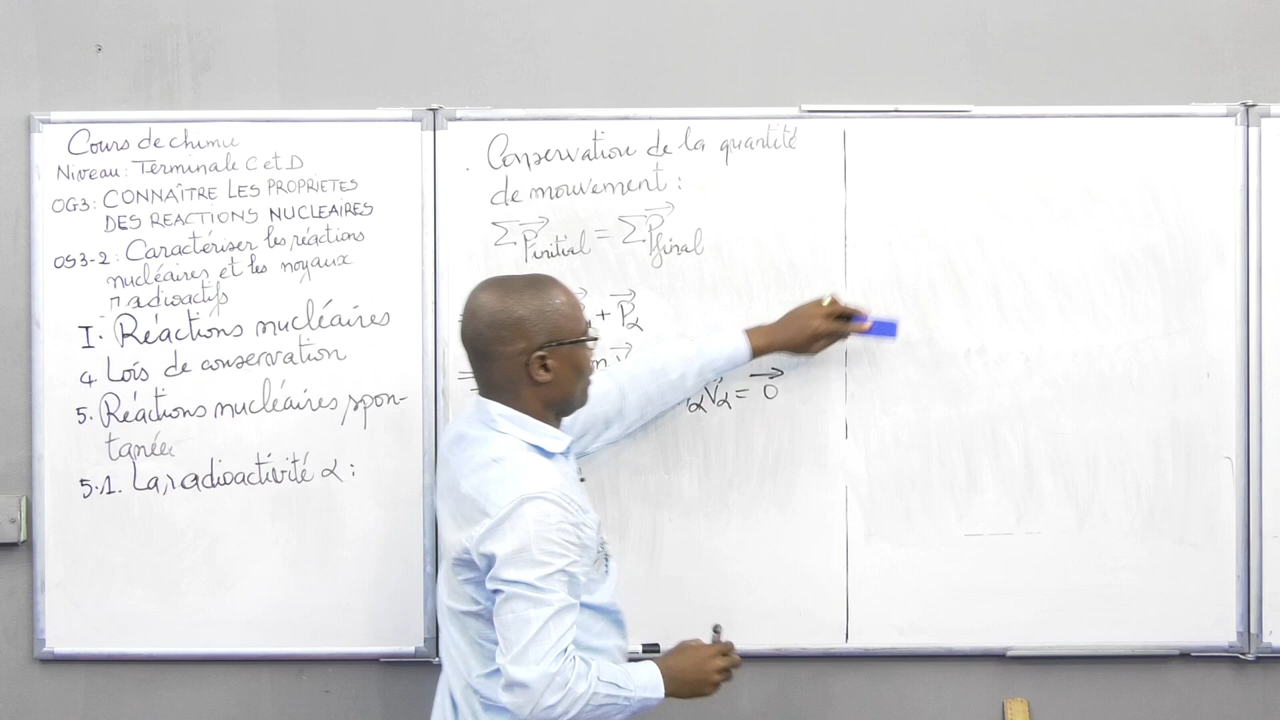 Cours de chimie
Niveau : Terminale C et D
OG3 : CONNAÎTRE LES PROPRIETES
DES REACTIONS NUCLEAIRES
OS3-2 : Caractériser les réactions
nucléaires et les noyaux
radioactifs
I. Réactions nucléaires
4. Lois de conservation
5. Réactions nucléaires spon-
tanées
5.1. La radioactivité α :
. Conservation de la quantité
de mouvement :
∑ P⃗initial = ∑ P⃗final
+ P⃗α
αV⃗α = 0⃗